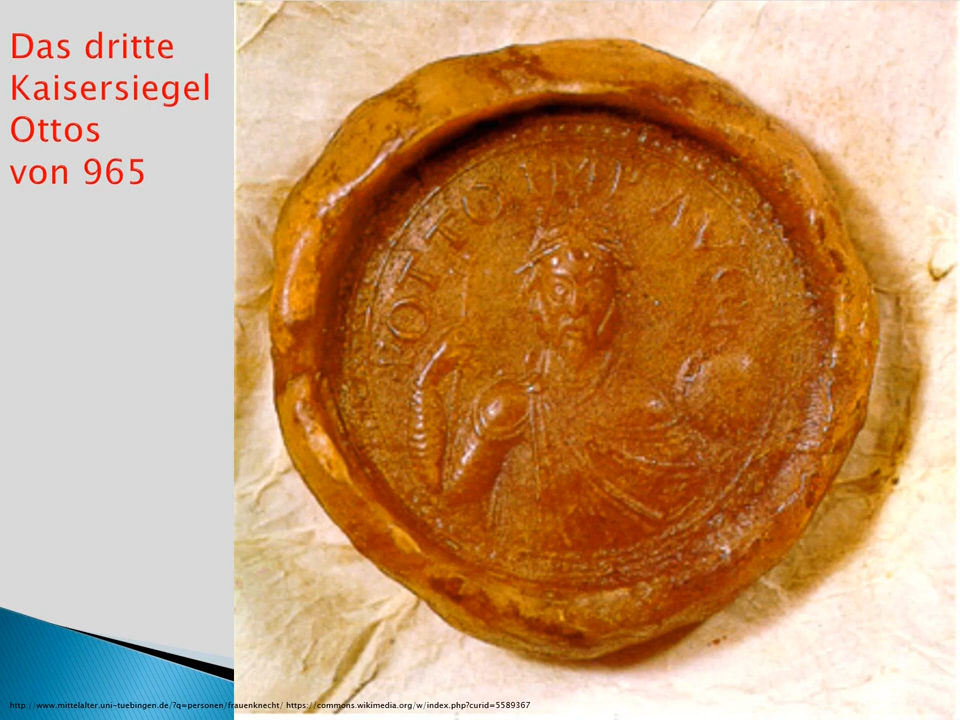 Das dritte
Kaisersiegel
Ottos
von 965
OTTO IMP AVG
http://www.mittelalter.uni-tuebingen.de/?q=personen/frauenknecht/ https://commons.wikimedia.org/w/index.php?curid=5589367